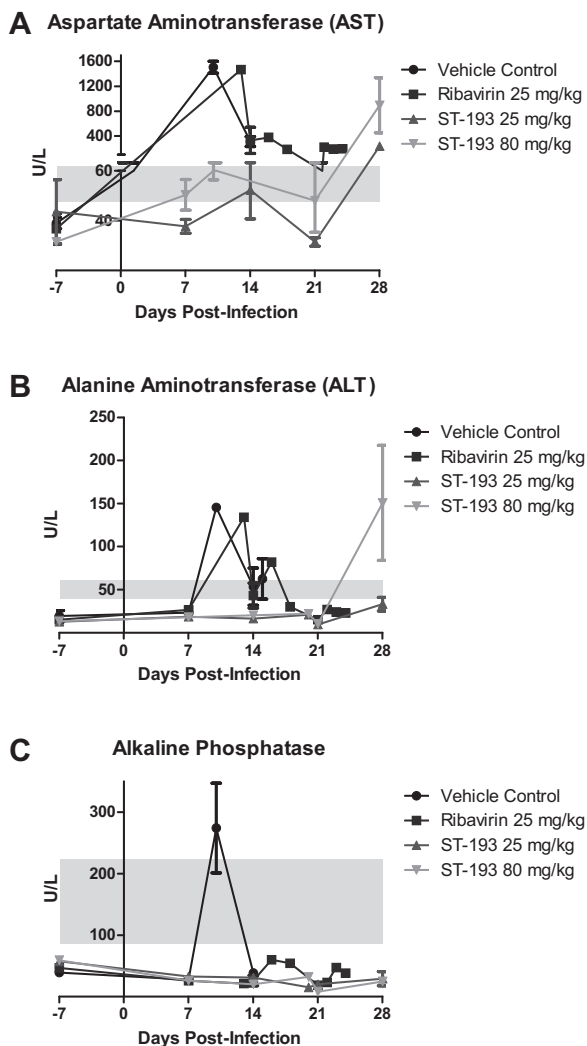 A Aspartate Aminotransferase (AST)
1600
1200
800
400
60
40
U/L
-7 0 7 14 21 28
Days Post-Infection
Vehicle Control
Ribavirin 25 mg/kg
ST-193 25 mg/kg
ST-193 80 mg/kg
B Alanine Aminotransferase (ALT)
250
200
150
100
50
U/L
-7 0 7 14 21 28
Days Post-Infection
Vehicle Control
Ribavirin 25 mg/kg
ST-193 25 mg/kg
ST-193 80 mg/kg
C Alkaline Phosphatase
300
200
100
U/L
-7 0 7 14 21 28
Days Post-Infection
Vehicle Control
Ribavirin 25 mg/kg
ST-193 25 mg/kg
ST-193 80 mg/kg